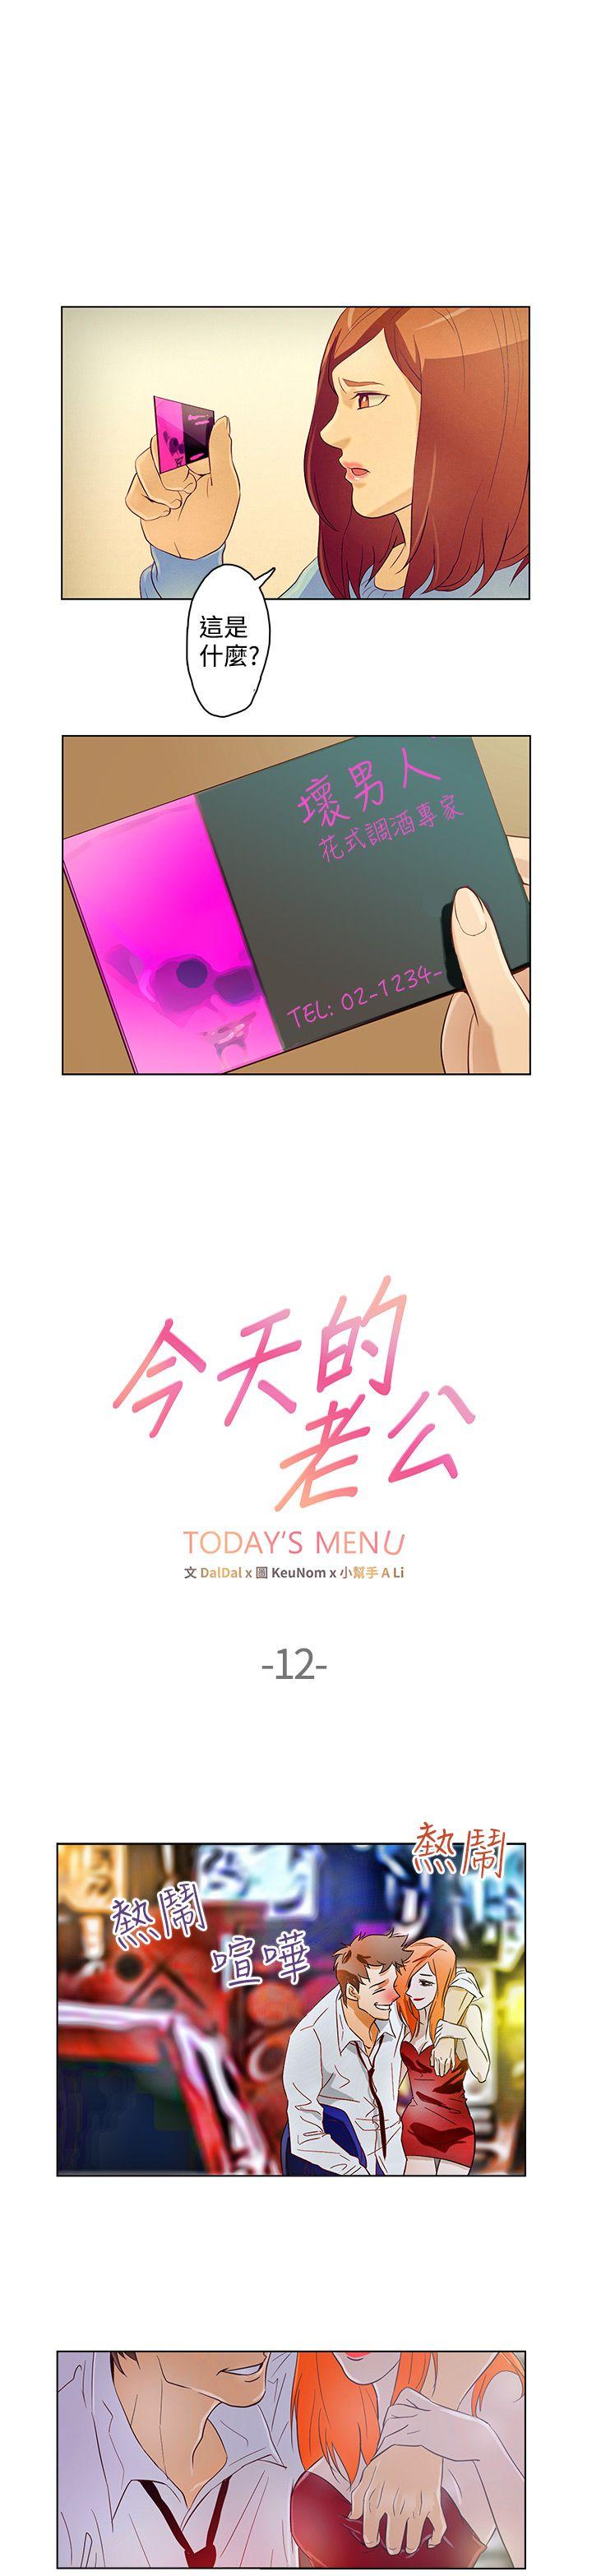 這是
什麼?
壞男人
花式調酒專家
TEL: 02-1234-
今天的
老公
TODAY'S MENU
文 DalDal x 圖 KeuNom x 小幫手 A Li
-12-
熱鬧
熱鬧
喧嘩